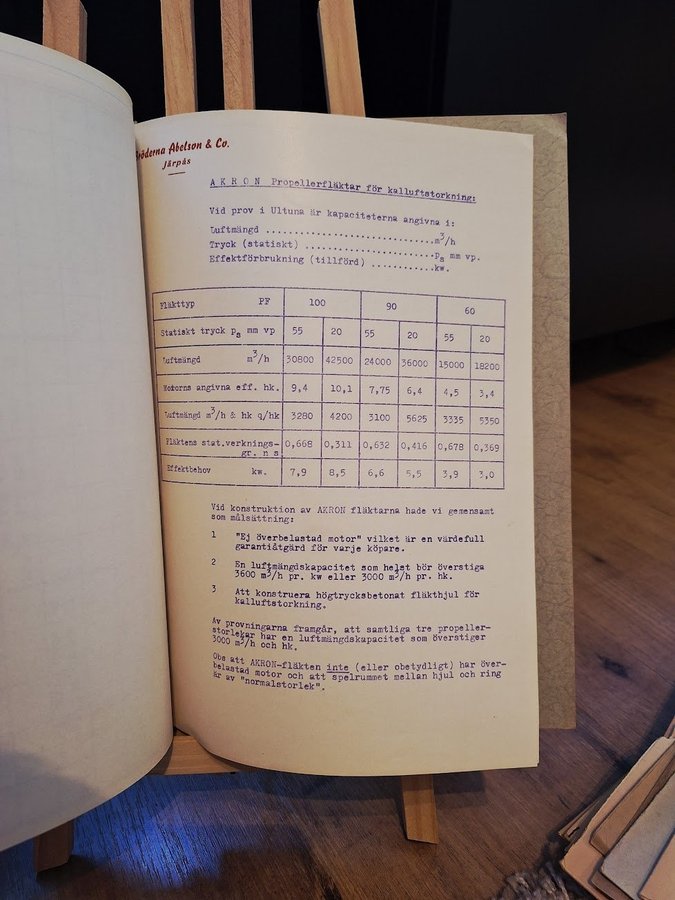 Bröderna Abelson & Co.
Järpås
AKRON Propellerfläktar för kalluftstorkning:
Vid prov i Ultuna är kapaciteterna angivna i:
Luftmängd ................................m³/h
Tryck (statiskt) ........................pₛ mm vp.
Effektförbrukning (tillförd) ...........kw.
Fläkttyp PF 100 90 60
Statiskt tryck pₛ mm vp 55 20 55 20 55 20
Luftmängd m³/h 30800 42500 24000 36000 15000 18200
Motorns angivna eff. hk. 9,4 10,1 7,75 6,4 4,5 3,4
Luftmängd m³/h & hk q/hk 3280 4200 3100 5625 3335 5350
Fläktens stat.verknings- 0,668 0,311 0,632 0,416 0,678 0,369
gr. n s
Effektbehov kw. 7,9 8,5 6,6 5,5 3,9 3,0
Vid konstruktion av AKRON fläktarna hade vi gemensamt
som målsättning:
1 "Ej överbelastad motor" vilket är en värdefull
garantiåtgärd för varje köpare.
2 En luftmängdskapacitet som helst bör överstiga
3600 m³/h pr. kw eller 3000 m³/h pr. hk.
3 Att konstruera högtrycksbetonat fläkthjul för
kalluftstorkning.
Av provningarna framgår, att samtliga tre propeller-
storlekar har en luftmängdskapacitet som överstiger
3000 m³/h och hk.
Obs att AKRON-fläkten inte (eller obetydligt) har över-
belastad motor och att spelrummet mellan hjul och ring
är av "normalstorlek".